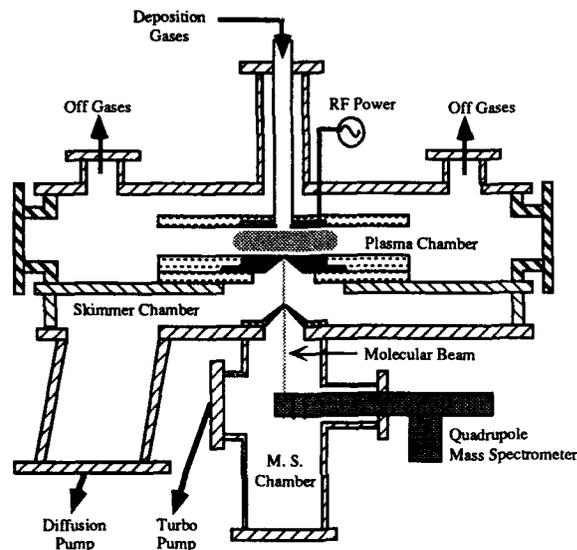 Deposition
Gases
Off Gases
RF Power
Off Gases
Plasma Chamber
Skimmer Chamber
Molecular Beam
Quadrupole
Mass Spectrometer
M. S.
Chamber
Diffusion
Pump
Turbo
Pump